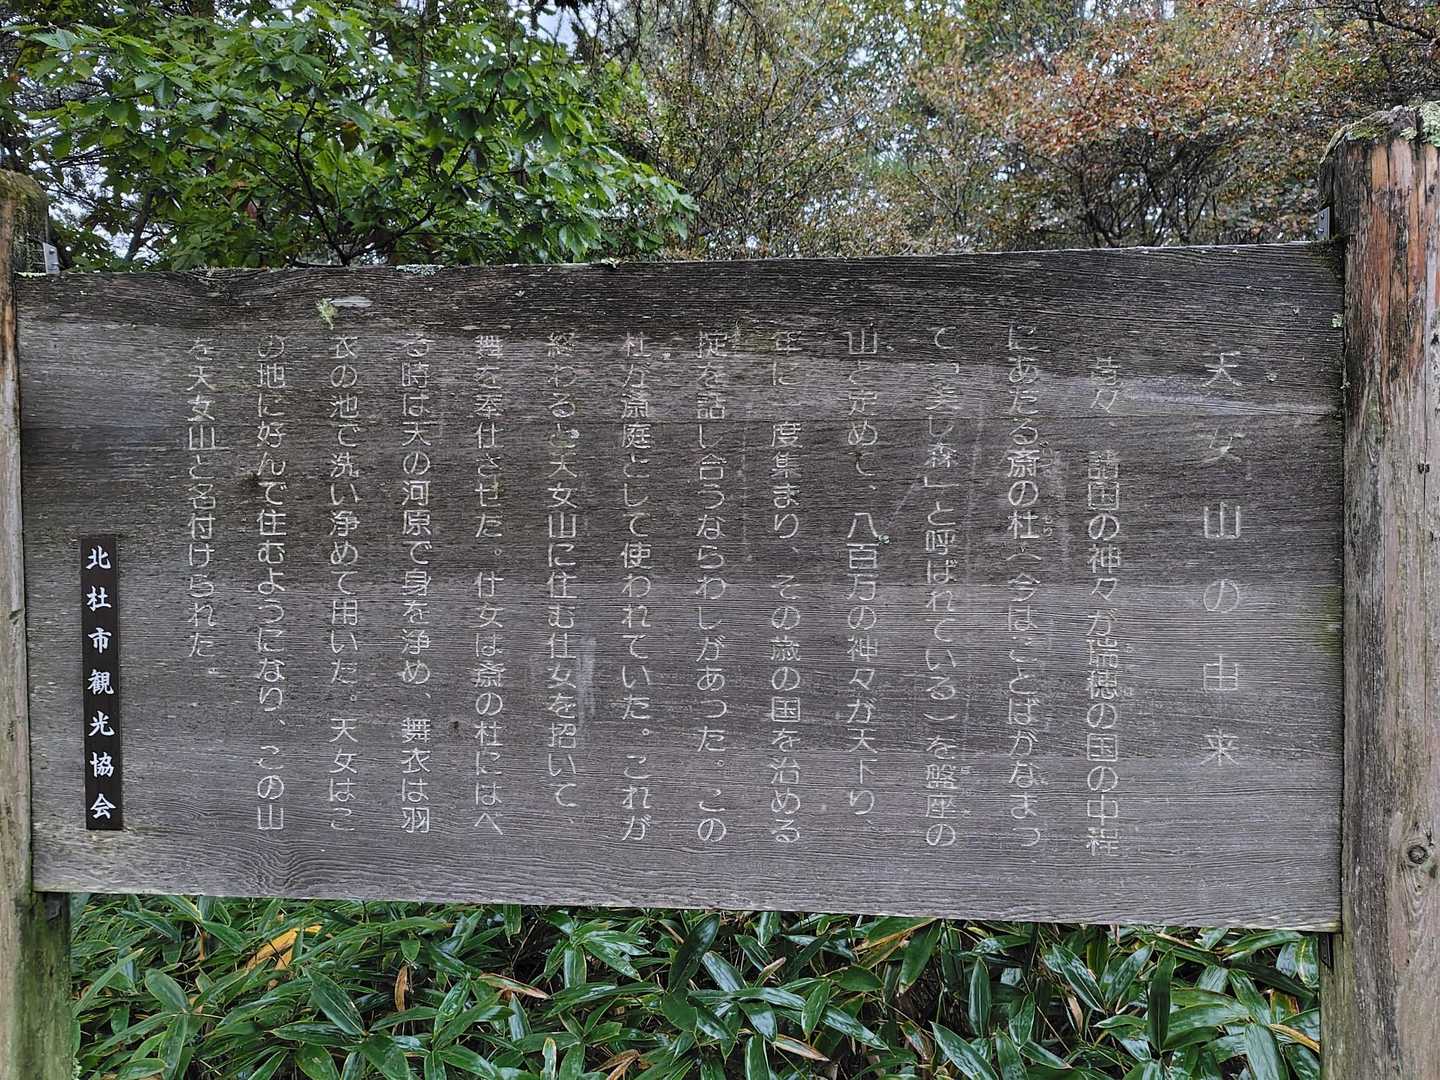 天女山の由来
昔々、諸国の神々が瑞穂の国の中程
にあたる斎の杜（今はことばがなまっ
て「美し森」と呼ばれている）を盤座の
山と定めて、八百万の神々が天下り、
年に一度集まり、その歳の国を治める
掟を話し合うならわしがあった。この
杜が斎庭として使われていた。これが
終わると天女山に住む仕女を招いて、
舞を奉仕させた。仕女は斎の杜にはべ
る時は天の河原で身を浄め、舞衣は羽
衣の池で洗い浄めて用いた。天女はこ
の地に好んで住むようになり、この山
を天女山と名付けられた。
北杜市観光協会